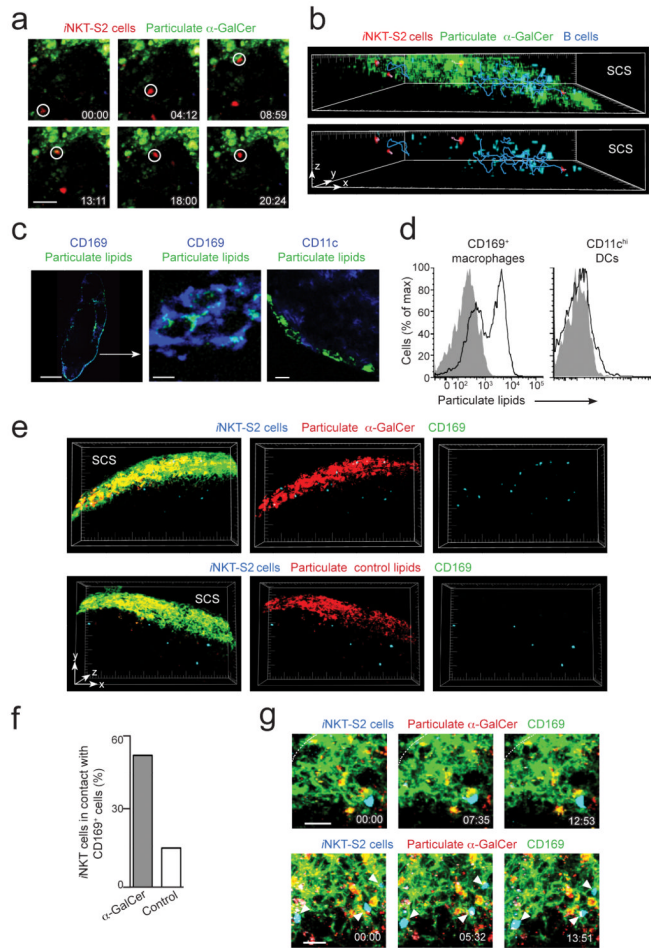 a
iNKT-S2 cells Particulate α-GalCer
00:00
04:12
08:59
13:11
18:00
20:24
b
iNKT-S2 cells Particulate α-GalCer B cells
SCS
SCS
z
y
x
c
CD169
Particulate lipids
CD169
Particulate lipids
CD11c
Particulate lipids
d
CD169⁺
macrophages
CD11cʰⁱ
DCs
Cells (% of max)
100
80
60
40
20
0
0 10² 10³ 10⁴ 10⁵
Particulate lipids
e
iNKT-S2 cells Particulate α-GalCer CD169
SCS
iNKT-S2 cells Particulate control lipids CD169
SCS
y
z
x
f
iNKT cells in contact with
CD169⁺ cells (%)
60
30
0
α-GalCer
Control
g
iNKT-S2 cells Particulate α-GalCer CD169
00:00
07:35
12:53
iNKT-S2 cells Particulate α-GalCer CD169
00:00
05:32
13:51